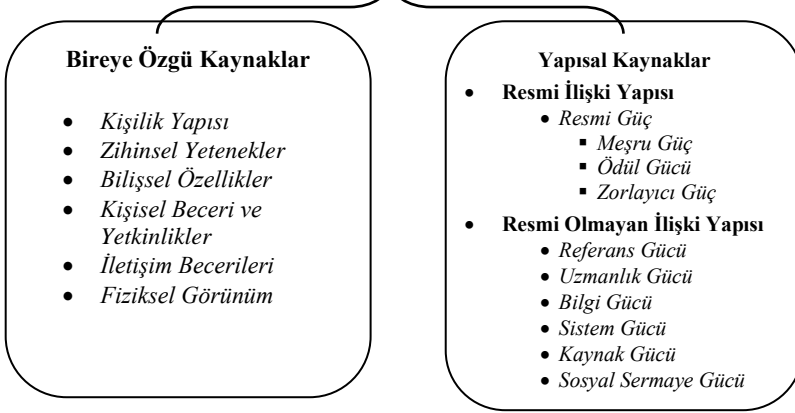 Bireye Özgü Kaynaklar
• Kişilik Yapısı
• Zihinsel Yetenekler
• Bilişsel Özellikler
• Kişisel Beceri ve
Yetkinlikler
• İletişim Becerileri
• Fiziksel Görünüm
Yapısal Kaynaklar
• Resmi İlişki Yapısı
• Resmi Güç
▪ Meşru Güç
▪ Ödül Gücü
▪ Zorlayıcı Güç
• Resmi Olmayan İlişki Yapısı
• Referans Gücü
• Uzmanlık Gücü
• Bilgi Gücü
• Sistem Gücü
• Kaynak Gücü
• Sosyal Sermaye Gücü